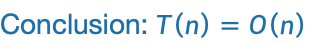 Conclusion: T(n) = O(n)